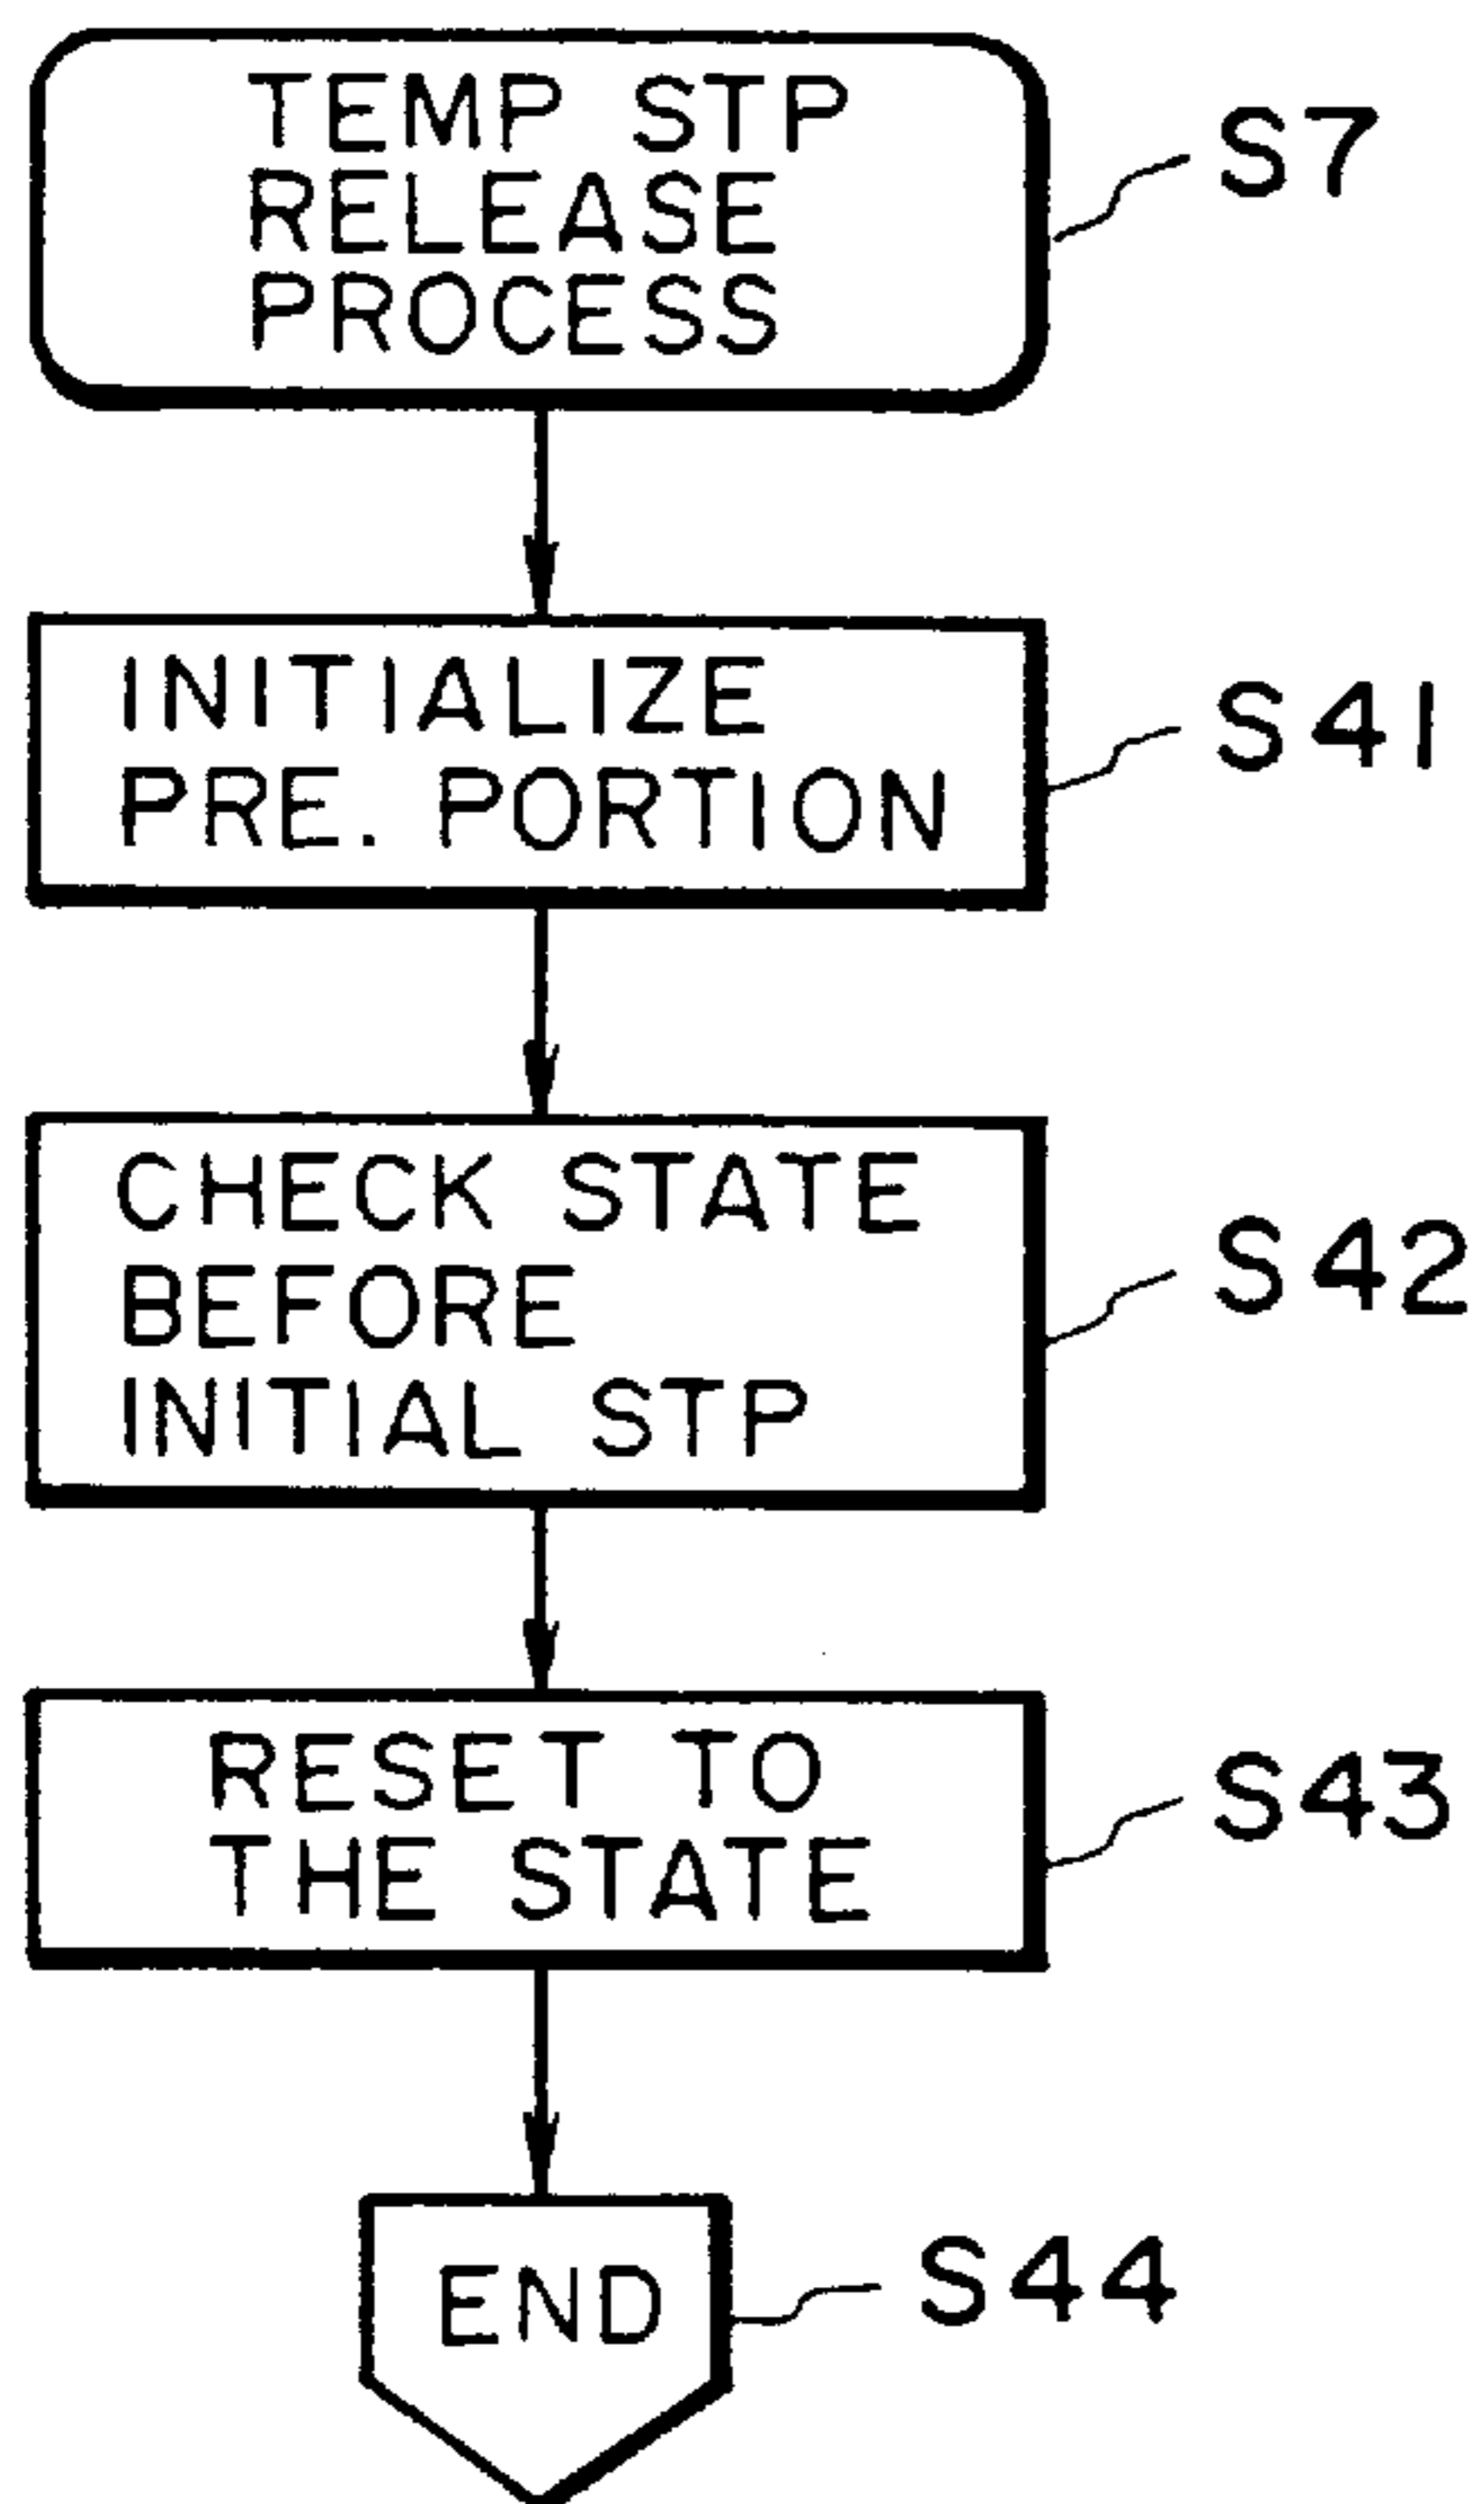 TEMP STP
RELEASE
PROCESS
S7
INITIALIZE
PRE. PORTION
S41
CHECK STATE
BEFORE
INITIAL STP
S42
RESET TO
THE STATE
S43
END
S44